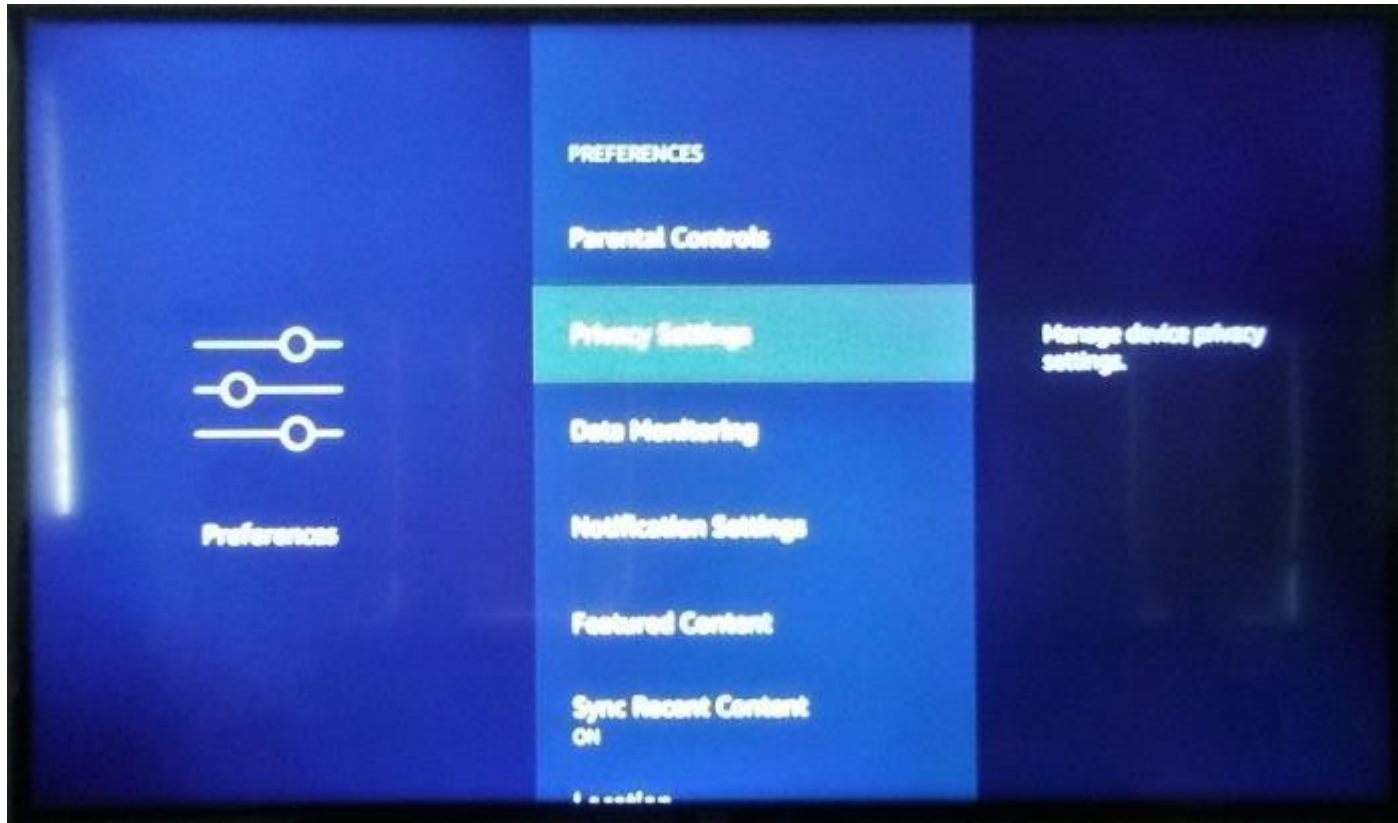 Preferences
PREFERENCES
Parental Controls
Privacy Settings
Data Monitoring
Notification Settings
Featured Content
Sync Recent Content
ON
Location
Manage device privacy
settings.